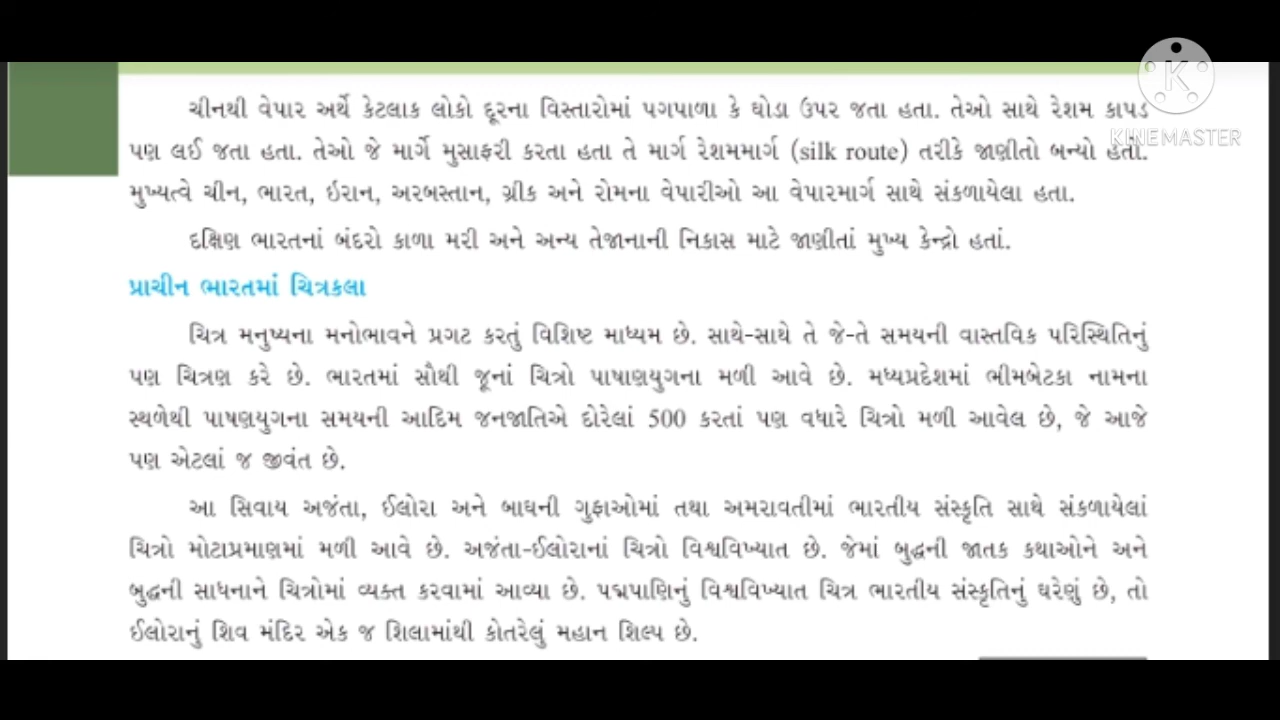 ચીનથી વેપાર અર્થે કેટલાક લોકો દૂરના વિસ્તારોમાં પગપાળા કે ઘોડા ઉપર જતા હતા. તેઓ સાથે રેશમ કાપડ
પણ લઈ જતા હતા. તેઓ જે માર્ગે મુસાફરી કરતા હતા તે માર્ગ રેશમમાર્ગ (silk route) તરીકે જાણીતો બન્યો હતો.
મુખ્યત્વે ચીન, ભારત, ઇરાન, અરબસ્તાન, ગ્રીક અને રોમના વેપારીઓ આ વેપારમાર્ગ સાથે સંકળાયેલા હતા.
દક્ષિણ ભારતનાં બંદરો કાળા મરી અને અન્ય તેજાનાની નિકાસ માટે જાણીતાં મુખ્ય કેન્દ્રો હતાં.
પ્રાચીન ભારતમાં ચિત્રકલા
ચિત્ર મનુષ્યના મનોભાવને પ્રગટ કરતું વિશિષ્ટ માધ્યમ છે. સાથે-સાથે તે જે-તે સમયની વાસ્તવિક પરિસ્થિતિનું
પણ ચિત્રણ કરે છે. ભારતમાં સૌથી જૂનાં ચિત્રો પાષાણયુગના મળી આવે છે. મધ્યપ્રદેશમાં ભીમબેટકા નામના
સ્થળેથી પાષણયુગના સમયની આદિમ જનજાતિએ દોરેલાં 500 કરતાં પણ વધારે ચિત્રો મળી આવેલ છે, જે આજે
પણ એટલાં જ જીવંત છે.
આ સિવાય અજંતા, ઈલોરા અને બાઘની ગુફાઓમાં તથા અમરાવતીમાં ભારતીય સંસ્કૃતિ સાથે સંકળાયેલાં
ચિત્રો મોટાપ્રમાણમાં મળી આવે છે. અજંતા-ઈલોરાનાં ચિત્રો વિશ્વવિખ્યાત છે. જેમાં બુદ્ધની જાતક કથાઓને અને
બુદ્ધની સાધનાને ચિત્રોમાં વ્યક્ત કરવામાં આવ્યા છે. પદ્મપાણિનું વિશ્વવિખ્યાત ચિત્ર ભારતીય સંસ્કૃતિનું ઘરેણું છે, તો
ઈલોરાનું શિવ મંદિર એક જ શિલામાંથી કોતરેલું મહાન શિલ્પ છે.
K
KINEMASTER